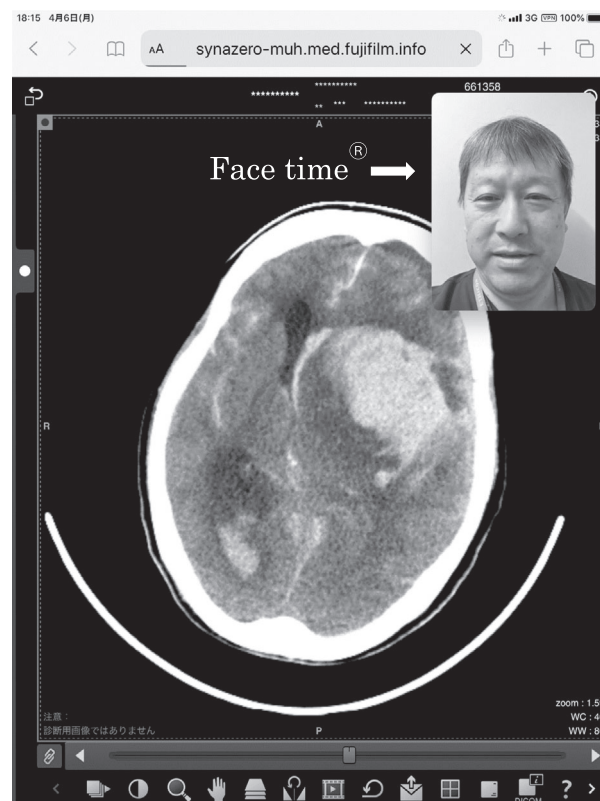 18:15 4月6日(月) 3G VPN 100%
AA synazero-muh.med.fujifilm.info
********** ********** 661358
** *** **********
A
Face time® →
R
注意：
診断用画像ではありません
P
zoom : 1.5
WC : 4
WW : 8
i
DICOM
?